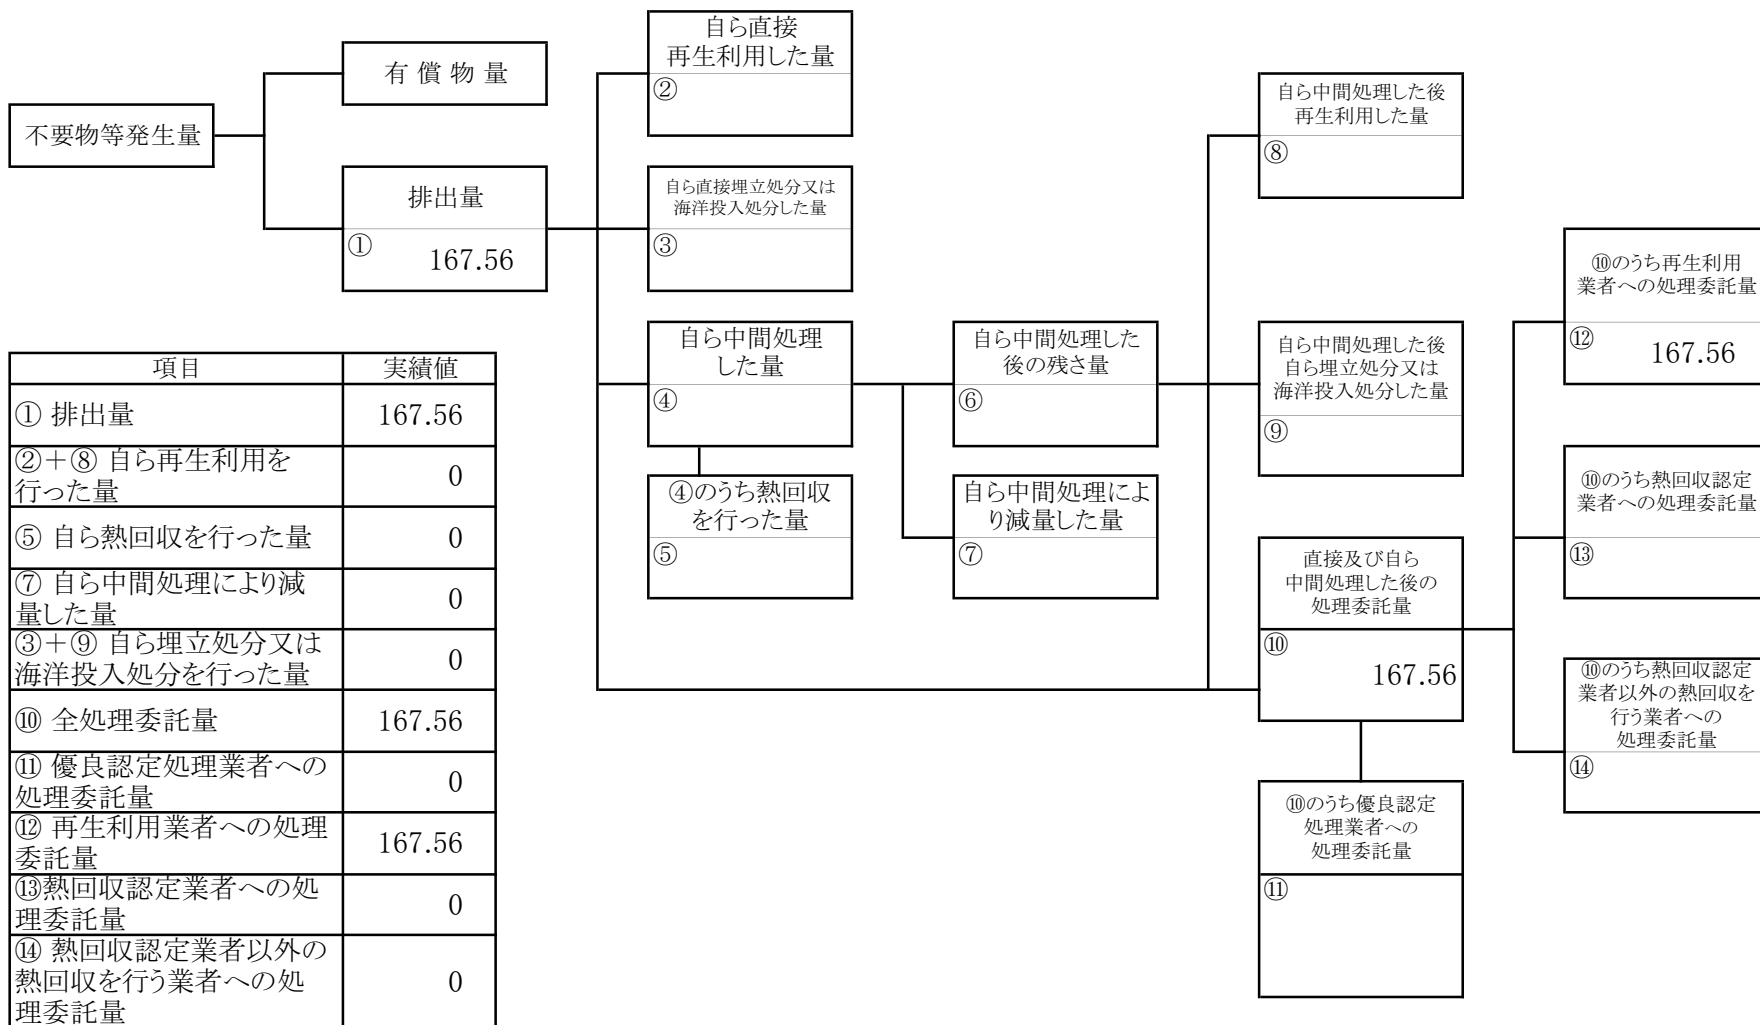 自ら直接
再生利用した量
②
有 償 物 量
不要物等発生量
排出量
①
167.56
自ら直接埋立処分又は
海洋投入処分した量
③
自ら中間処理
した量
④
④のうち熱回収
を行った量
⑤
自ら中間処理した
後の残さ量
⑥
自ら中間処理によ
り減量した量
⑦
自ら中間処理した後
再生利用した量
⑧
自ら中間処理した後
自ら埋立処分又は
海洋投入処分した量
⑨
直接及び自ら
中間処理した後の
処理委託量
⑩
167.56
⑩のうち優良認定
処理業者への
処理委託量
⑪
⑩のうち再生利用
業者への処理委託量
⑫
167.56
⑩のうち熱回収認定
業者への処理委託量
⑬
⑩のうち熱回収認定
業者以外の熱回収を
行う業者への
処理委託量
⑭
項目 実績値
① 排出量 167.56
②＋⑧ 自ら再生利用を
行った量 0
⑤ 自ら熱回収を行った量 0
⑦ 自ら中間処理により減
量した量 0
③＋⑨ 自ら埋立処分又は
海洋投入処分を行った量 0
⑩ 全処理委託量 167.56
⑪ 優良認定処理業者への
処理委託量 0
⑫ 再生利用業者への処理
委託量 167.56
⑬熱回収認定業者への処
理委託量 0
⑭ 熱回収認定業者以外の
熱回収を行う業者への処
理委託量 0